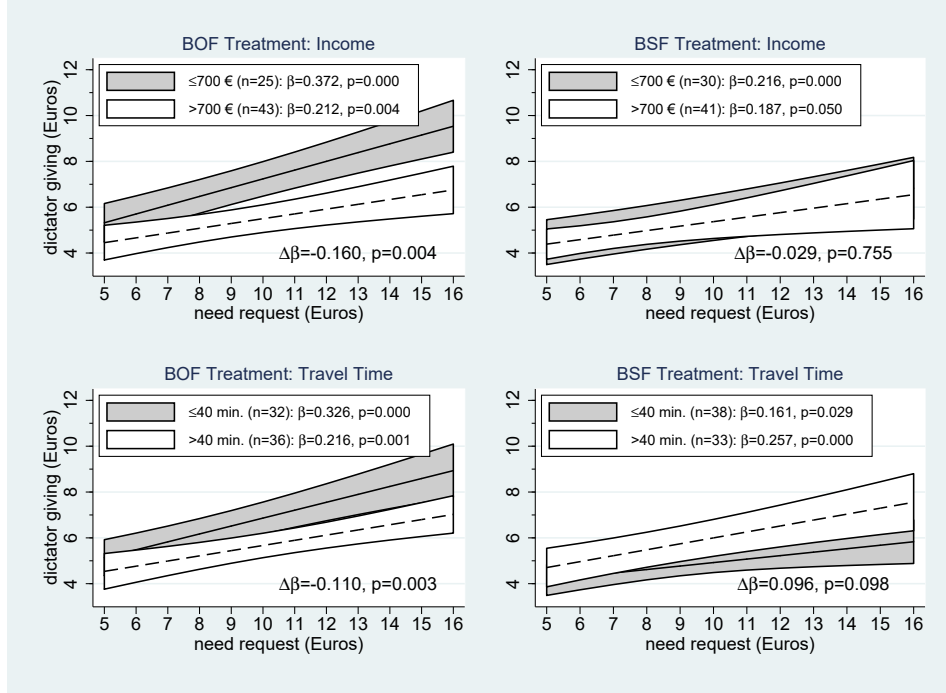 BOF Treatment: Income
dictator giving (Euros)
12
10
8
6
4
≤700 € (n=25): β=0.372, p=0.000
>700 € (n=43): β=0.212, p=0.004
Δβ=-0.160, p=0.004
5 6 7 8 9 10 11 12 13 14 15 16
need request (Euros)
BSF Treatment: Income
12
10
8
6
4
≤700 € (n=30): β=0.216, p=0.000
>700 € (n=41): β=0.187, p=0.050
Δβ=-0.029, p=0.755
5 6 7 8 9 10 11 12 13 14 15 16
need request (Euros)
BOF Treatment: Travel Time
dictator giving (Euros)
12
10
8
6
4
≤40 min. (n=32): β=0.326, p=0.000
>40 min. (n=36): β=0.216, p=0.001
Δβ=-0.110, p=0.003
5 6 7 8 9 10 11 12 13 14 15 16
need request (Euros)
BSF Treatment: Travel Time
12
10
8
6
4
≤40 min. (n=38): β=0.161, p=0.029
>40 min. (n=33): β=0.257, p=0.000
Δβ=0.096, p=0.098
5 6 7 8 9 10 11 12 13 14 15 16
need request (Euros)